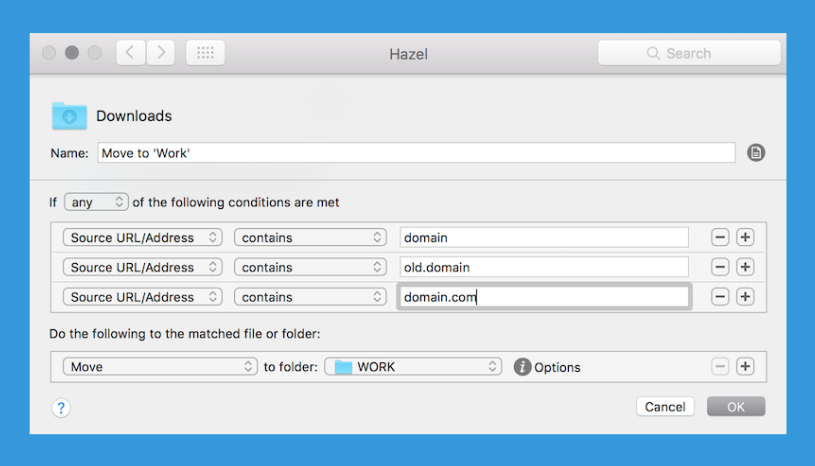 Hazel
Search
Downloads
Name: Move to 'Work'
If any of the following conditions are met
Source URL/Address contains domain
Source URL/Address contains old.domain
Source URL/Address contains domain.com
Do the following to the matched file or folder:
Move to folder: WORK i Options
? Cancel OK